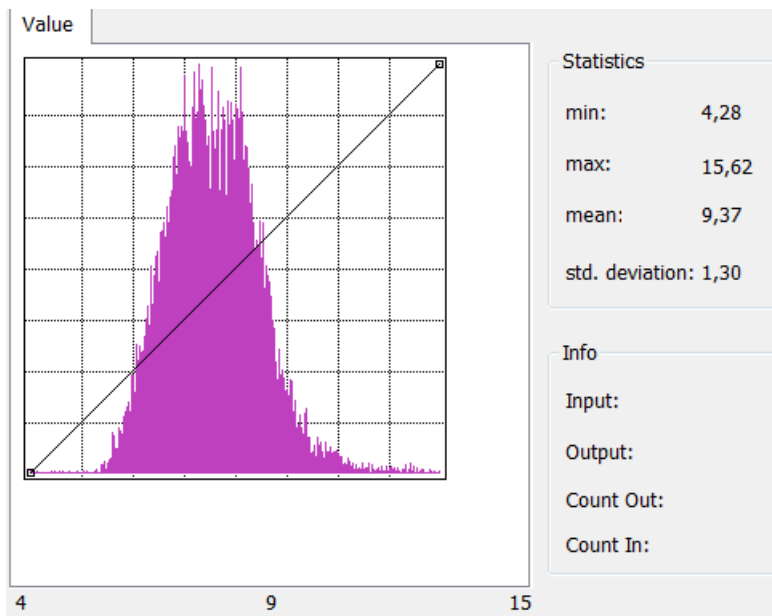 Value
Statistics
min: 4,28
max: 15,62
mean: 9,37
std. deviation: 1,30
Info
Input:
Output:
Count Out:
Count In:
4 9 15